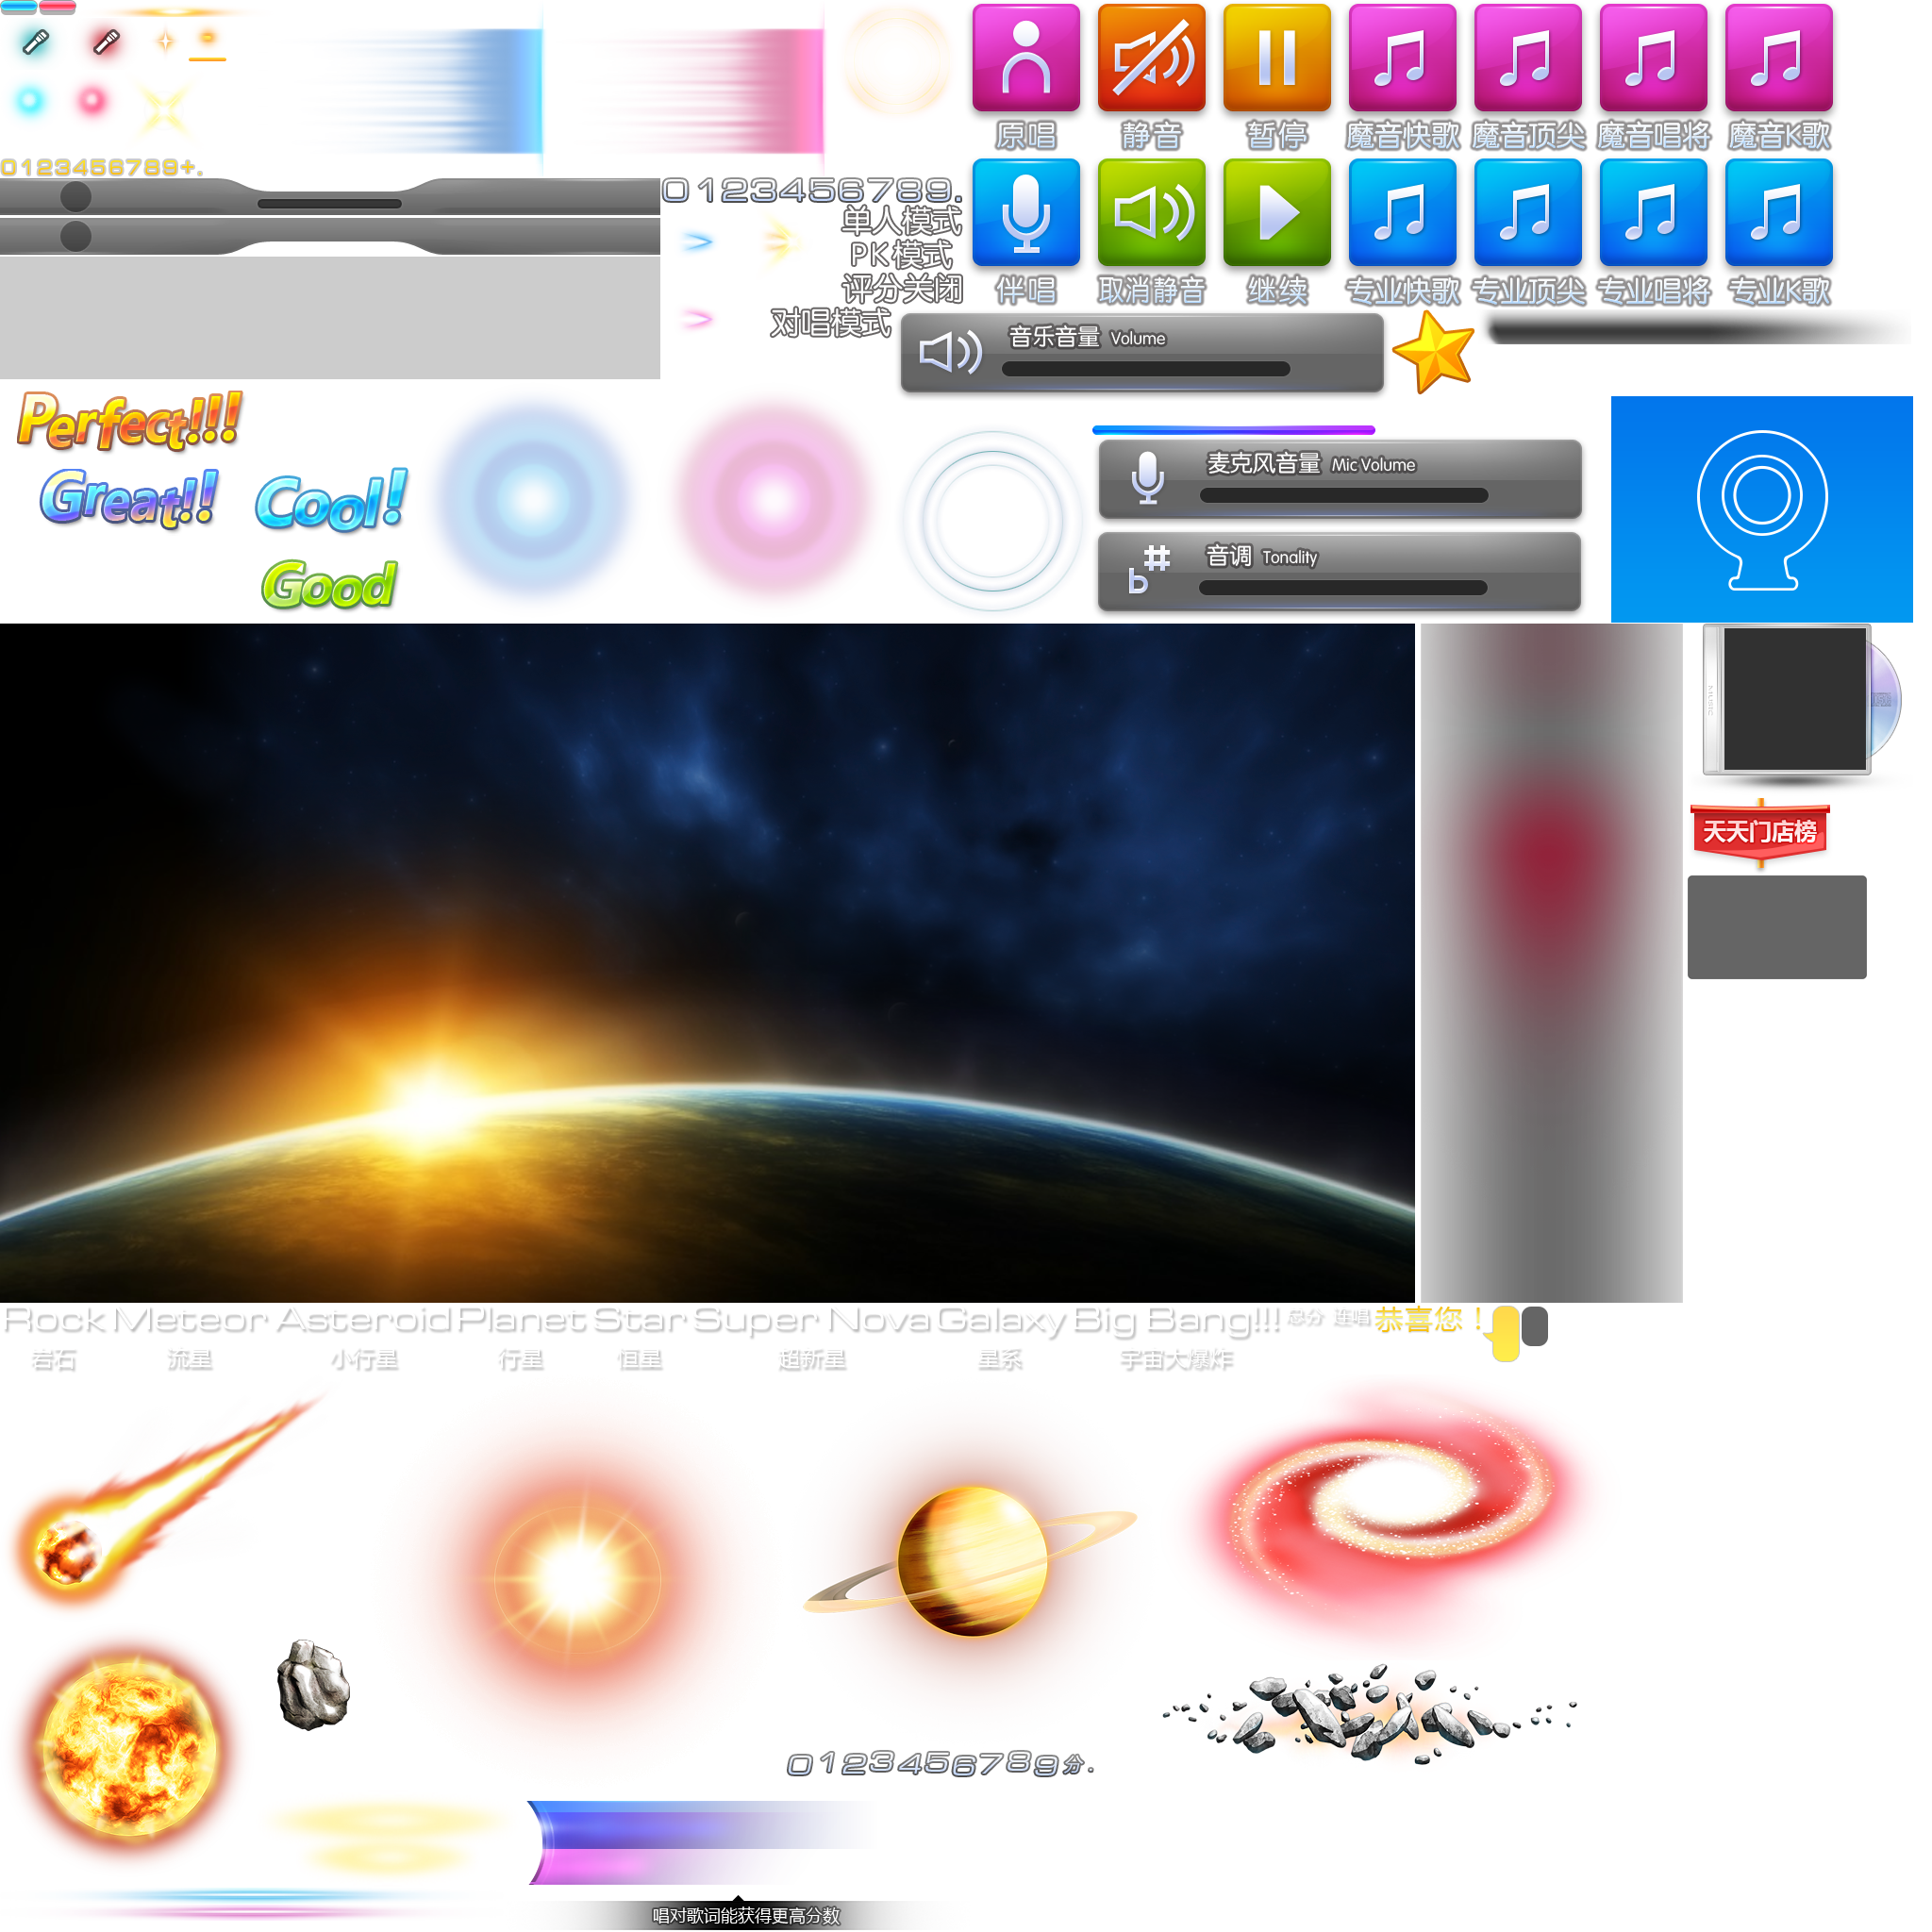 原唱 静音 暂停 魔音快歌 魔音顶尖 魔音唱将 魔音K歌
0123456789+.
0123456789.
单人模式
PK模式
评分关闭
对唱模式
伴唱 取消静音 继续 专业快歌 专业顶尖 专业唱将 专业K歌
音乐音量 Volume
Perfect!!!
Great!!
Cool!
Good
麦克风音量 Mic Volume
音调 Tonality
MUSIC
天天门店榜
Rock Meteor Asteroid Planet Star Super Nova Galaxy Big Bang!!! 总分 连唱 恭喜您！
岩石 流星 小行星 行星 恒星 超新星 星系 宇宙大爆炸
0123456789分.
唱对歌词能获得更高分数